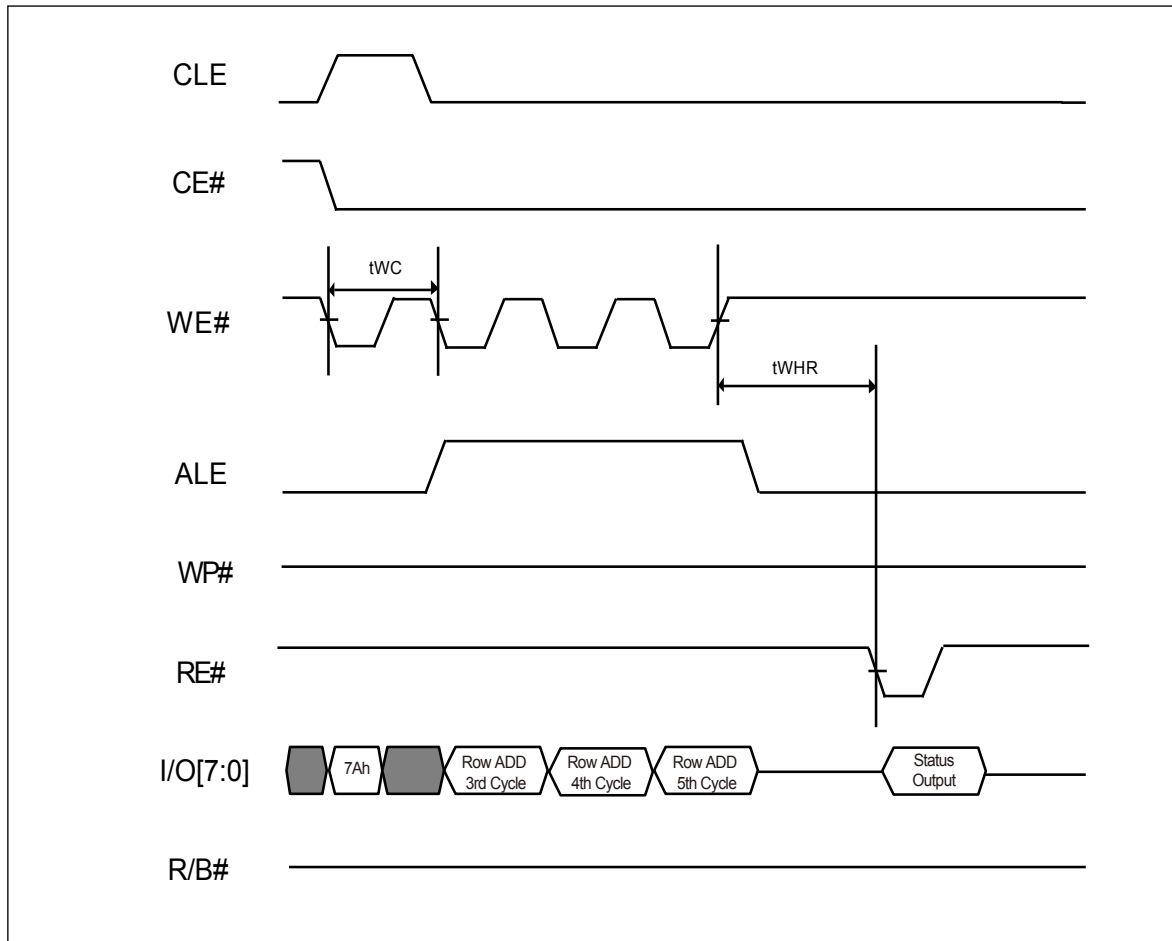 CLE
CE#
tWC
WE#
tWHR
ALE
WP#
RE#
I/O[7:0]
7Ah
Row ADD
3rd Cycle
Row ADD
4th Cycle
Row ADD
5th Cycle
Status
Output
R/B#